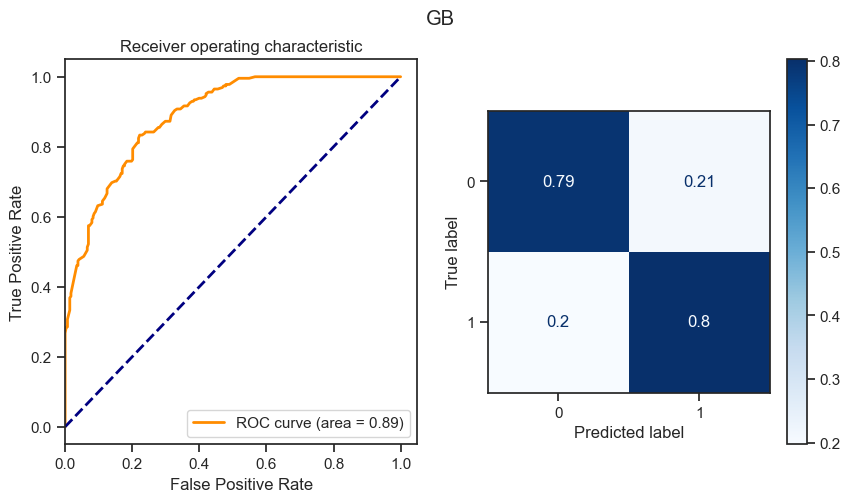 GB
Receiver operating characteristic
True Positive Rate
1.0
0.8
0.6
0.4
0.2
0.0
ROC curve (area = 0.89)
0.0 0.2 0.4 0.6 0.8 1.0
False Positive Rate
True label
0
0.79 0.21
1
0.2 0.8
0 1
Predicted label
0.8
0.7
0.6
0.5
0.4
0.3
0.2